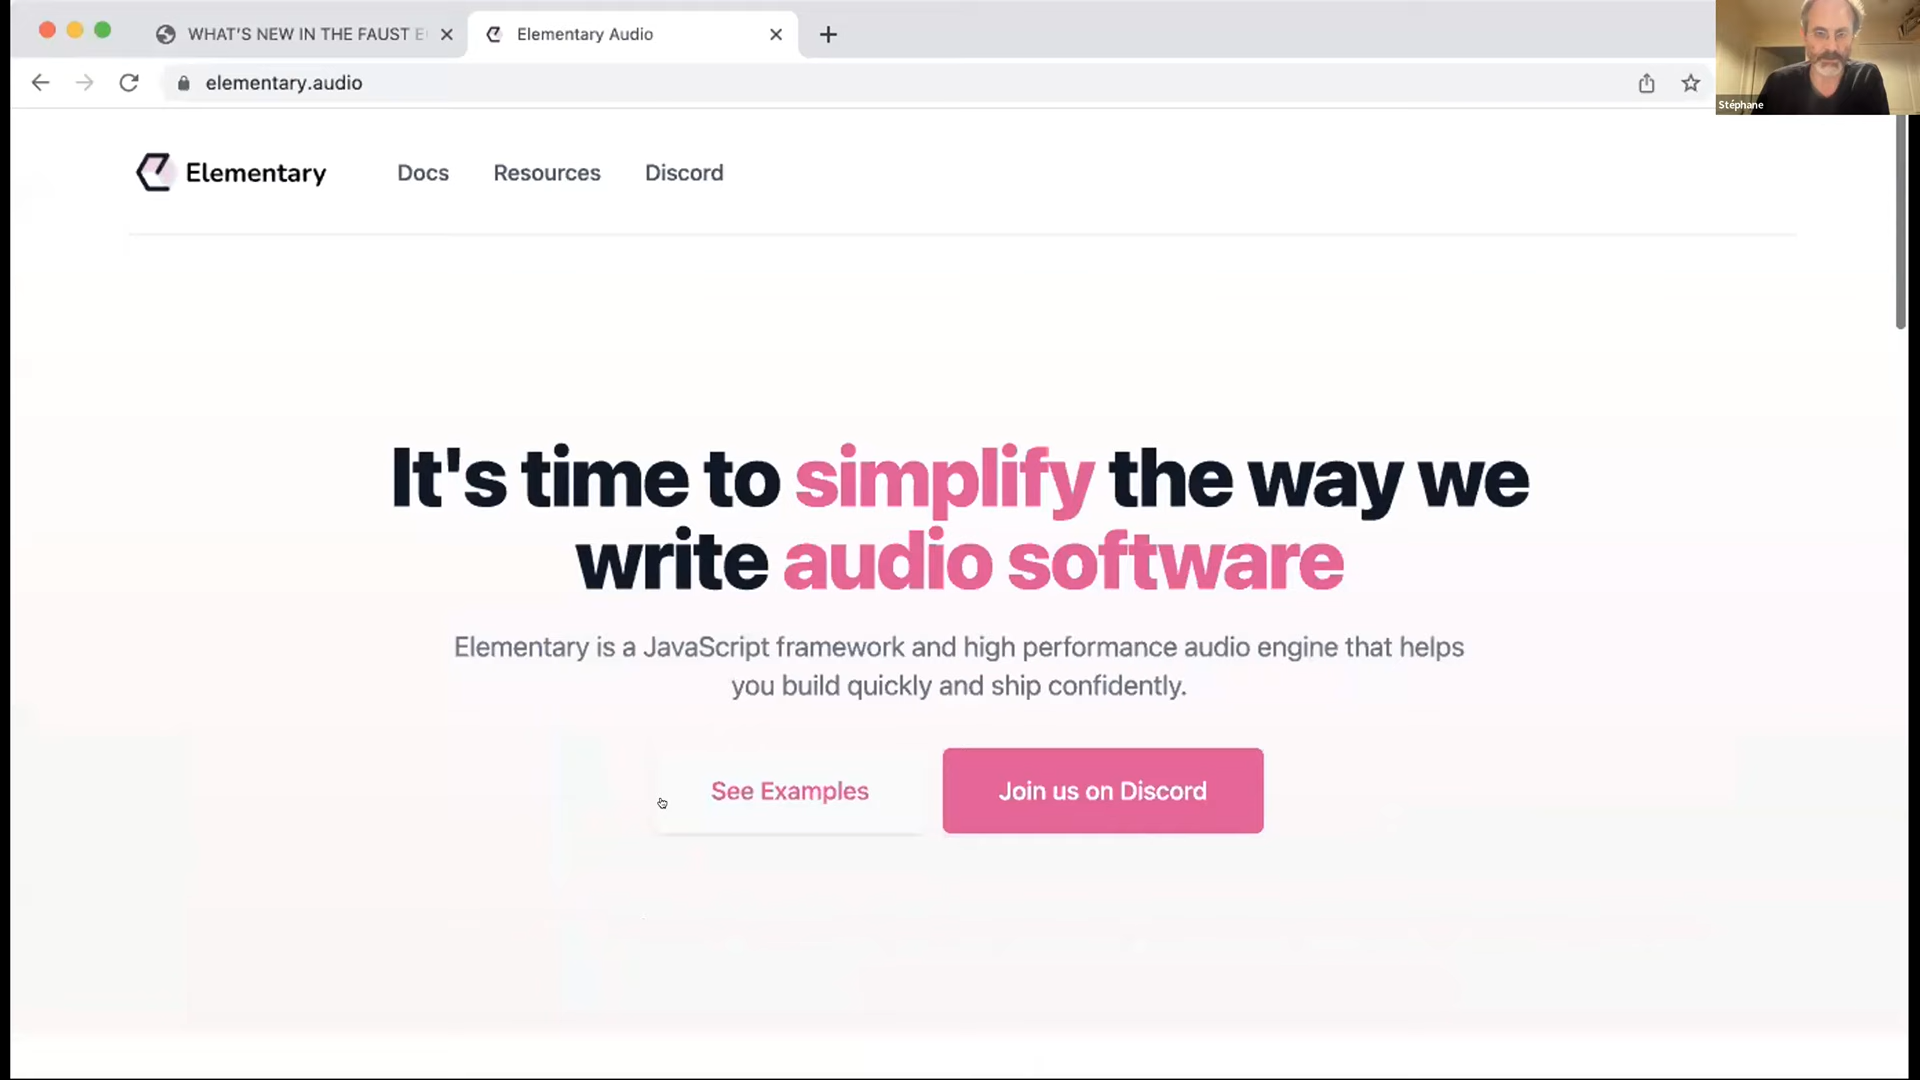 WHAT'S NEW IN THE FAUST E
Elementary Audio
elementary.audio
Stéphane
Elementary
Docs
Resources
Discord
It's time to simplify the way we
write audio software
Elementary is a JavaScript framework and high performance audio engine that helps
you build quickly and ship confidently.
See Examples
Join us on Discord